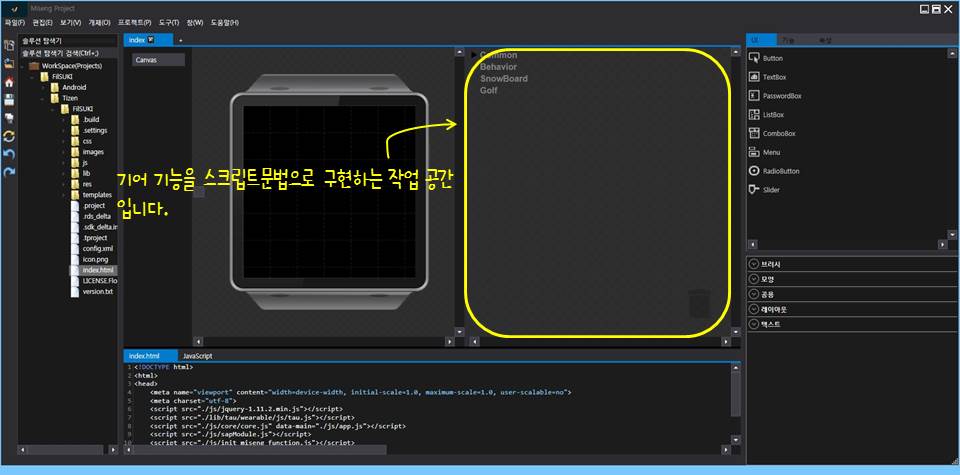 Miseng Project
파일(F) 편집(E) 보기(V) 개체(O) 프로젝트(P) 도구(T) 창(W) 도움말(H)
솔루션 탐색기
솔루션 탐색기 검색(Ctrl+;)
WorkSpace(Projects)
FilSUKI
Android
Tizen
FilSUKI
.build
.settings
css
images
js
lib
res
templates
.project
.rds_delta
.sdk_delta.in
.tproject
config.xml
icon.png
index.html
LICENSE.Flo
version.txt
index
+
Canvas
Common
Behavior
SnowBoard
Golf
기어 기능을 스크립트문법으로 구현하는 작업 공간
입니다.
UI 기능 속성
Button
TextBox
PasswordBox
ListBox
ComboBox
Menu
RadioButton
Slider
브러시
모양
공용
레이아웃
텍스트
index.html JavaScript
1 <!DOCTYPE html>
2 <html>
3 <head>
4 <meta name="viewport" content="width=device-width, initial-scale=1.0, maximum-scale=1.0, user-scalable=no">
5 <meta charset="utf-8">
6 <script src="./js/jquery-1.11.2.min.js"></script>
7 <script src="./lib/tau/wearable/js/tau.js"></script>
8 <script src="./js/core/core.js" data-main="./js/app.js"></script>
9 <script src="./js/sapModule.js"></script>
10 <script src="./js/init_miseng_function.js"></script>